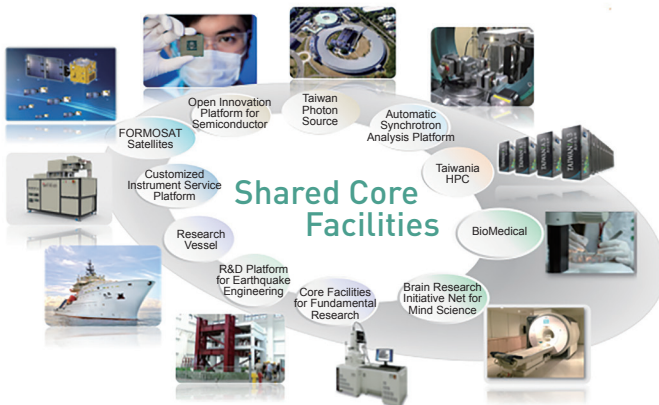 Shared Core
Facilities
Open Innovation
Platform for
Semiconductor
Taiwan
Photon
Source
Automatic
Synchrotron
Analysis Platform
Taiwania
HPC
BioMedical
Brain Research
Initiative Net for
Mind Science
Core Facilities
for Fundamental
Research
R&D Platform
for Earthquake
Engineering
Research
Vessel
Customized
Instrument Service
Platform
FORMOSAT
Satellites